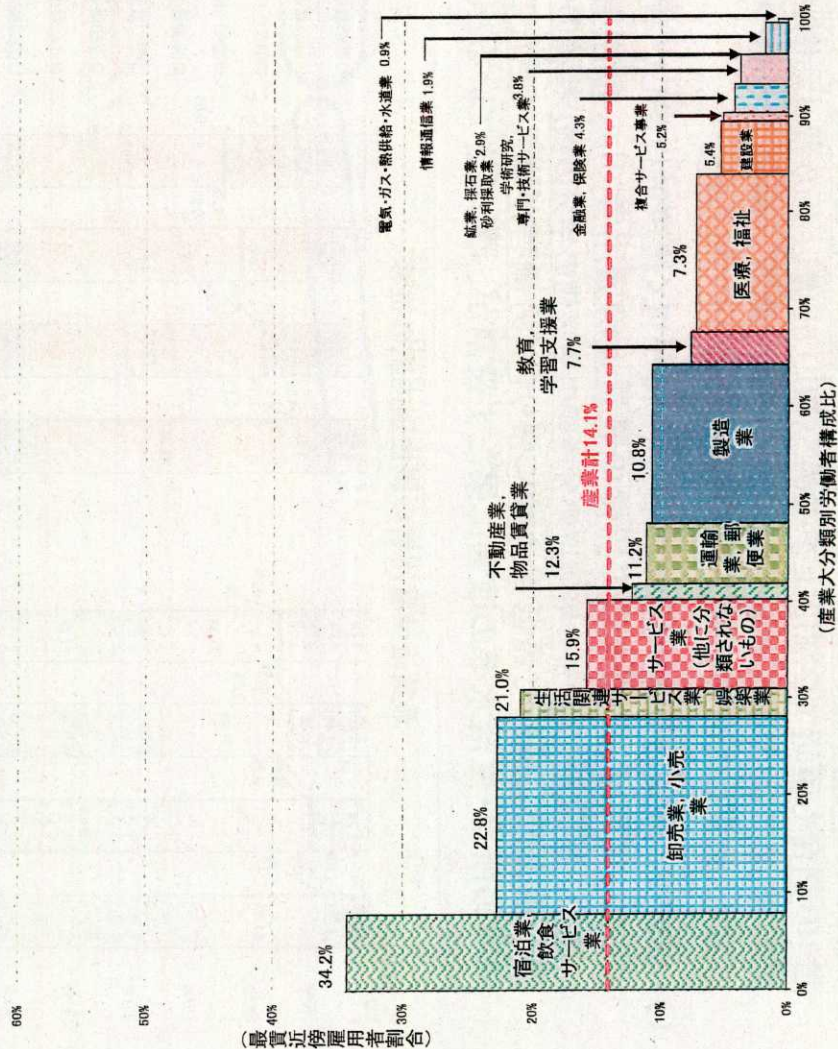 60%
50%
40%
(最賃近傍雇用者割合)
30%
20%
10%
0%
34.2%
宿泊業,
飲食
サービス
業
22.8%
卸売業, 小売
業
21.0%
生活関連サービス業、娯楽業
15.9%
サービス
業
(他に分
類されな
いもの)
不動産業,
物品賃貸業
12.3%
11.2%
運輸
業, 郵
便業
10.8%
製造
業
産業計14.1%
教育,
学習支援業
7.7%
7.3%
医療, 福祉
5.4%
建設業
複合サービス事業
5.2%
金融業, 保険業 4.3%
学術研究,
専門・技術サービス業3.8%
鉱業, 採石業,
砂利採取業 2.9%
情報通信業 1.9%
電気・ガス・熱供給・水道業 0.9%
0%
10%
20%
30%
40%
50%
60%
70%
80%
90%
100%
(産業大分類別労働者構成比)